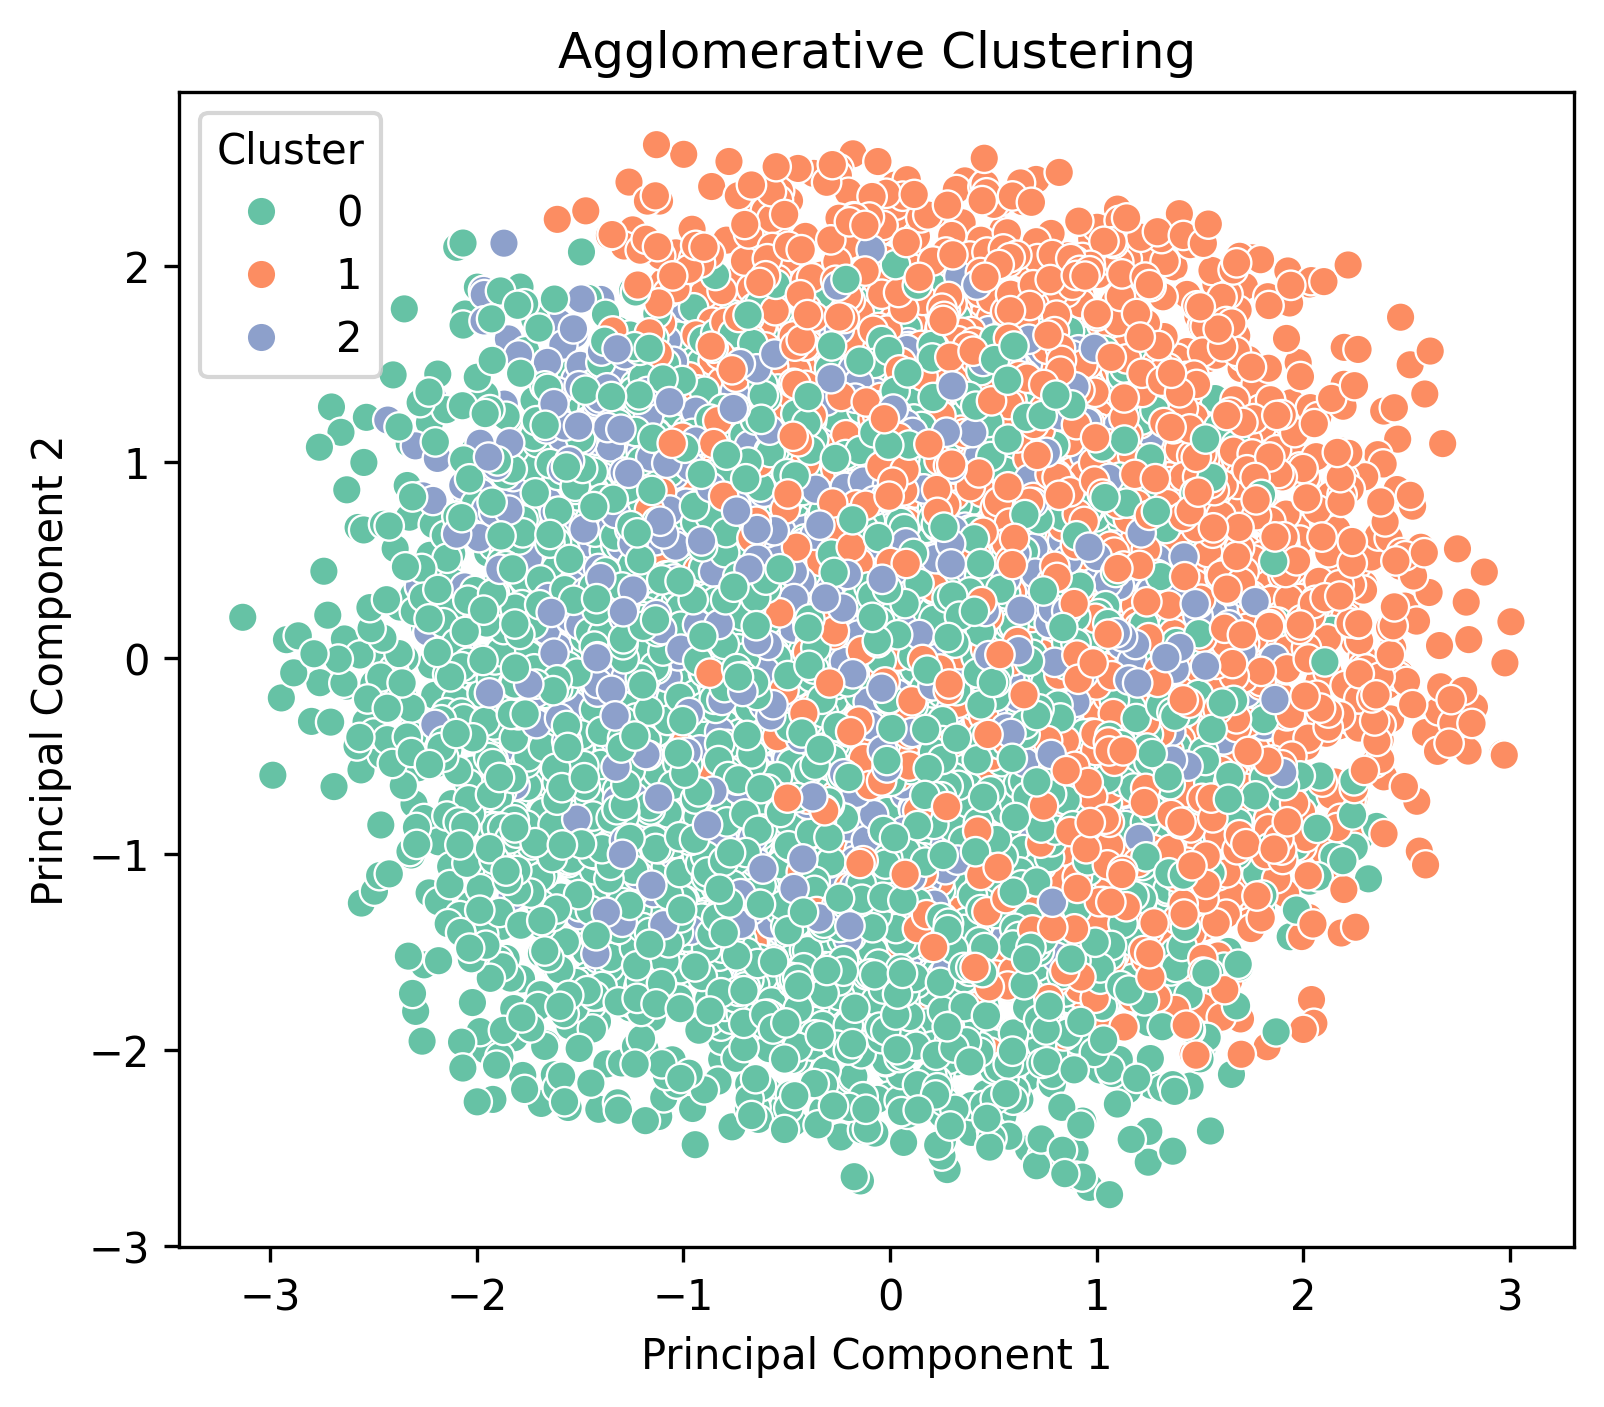 Agglomerative Clustering
Cluster
0
1
2
2
1
0
−1
−2
−3
Principal Component 2
−3 −2 −1 0 1 2 3
Principal Component 1